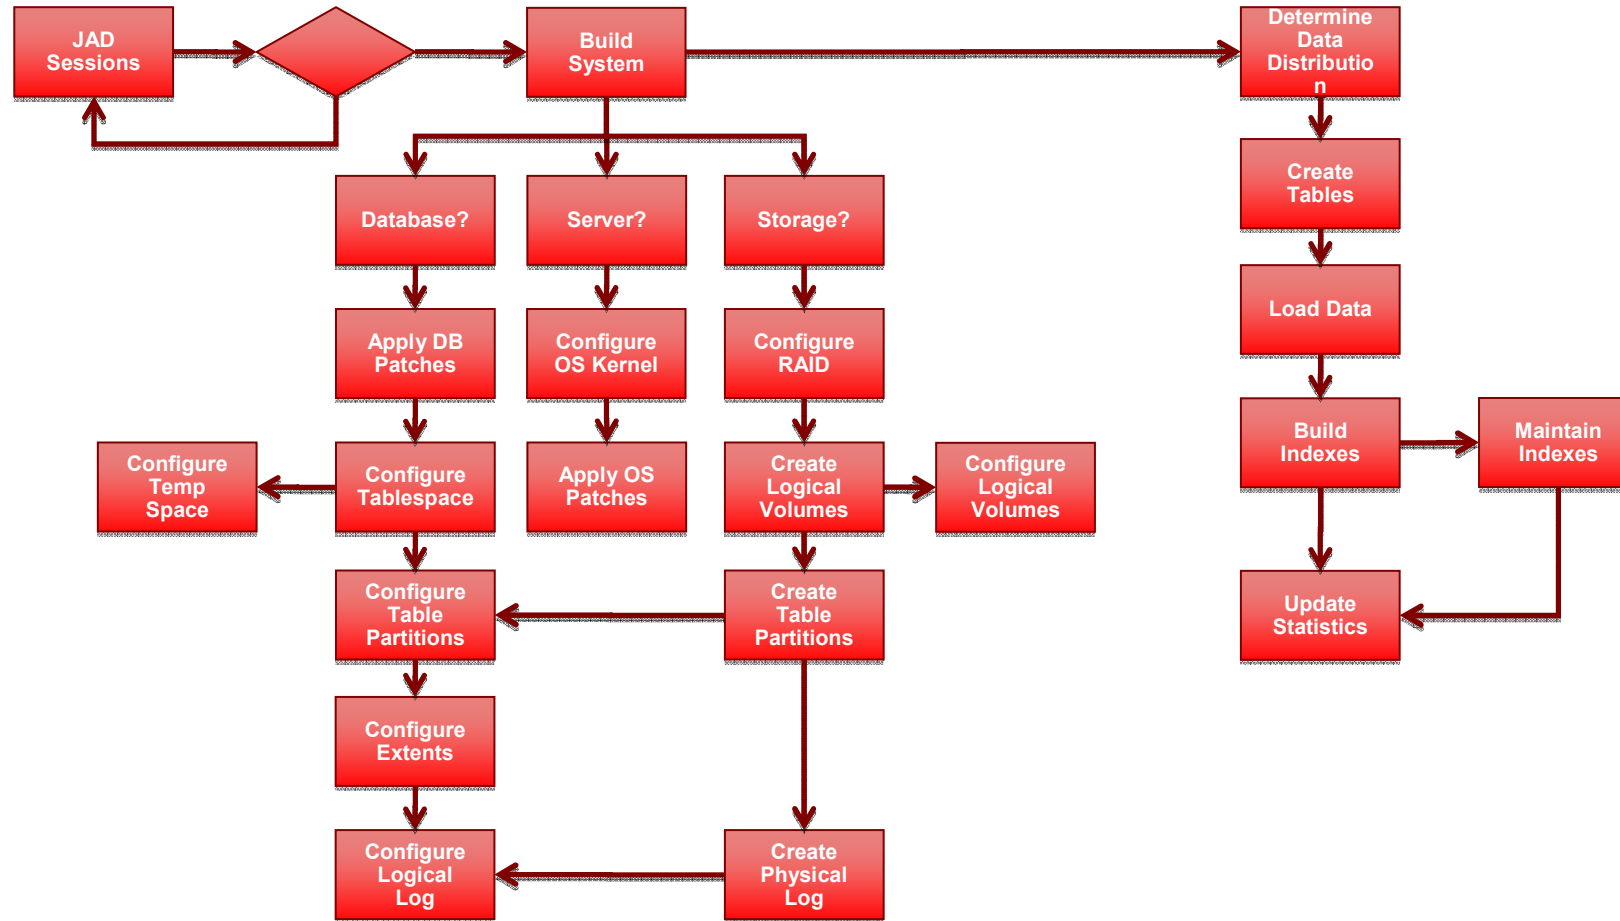 JAD
Sessions
Build
System
Determine
Data
Distributio
n
Create
Tables
Database?
Server?
Storage?
Load Data
Apply DB
Patches
Configure
OS Kernel
Configure
RAID
Build
Indexes
Maintain
Indexes
Configure
Temp
Space
Configure
Tablespace
Apply OS
Patches
Create
Logical
Volumes
Configure
Logical
Volumes
Configure
Table
Partitions
Create
Table
Partitions
Update
Statistics
Configure
Extents
Configure
Logical
Log
Create
Physical
Log